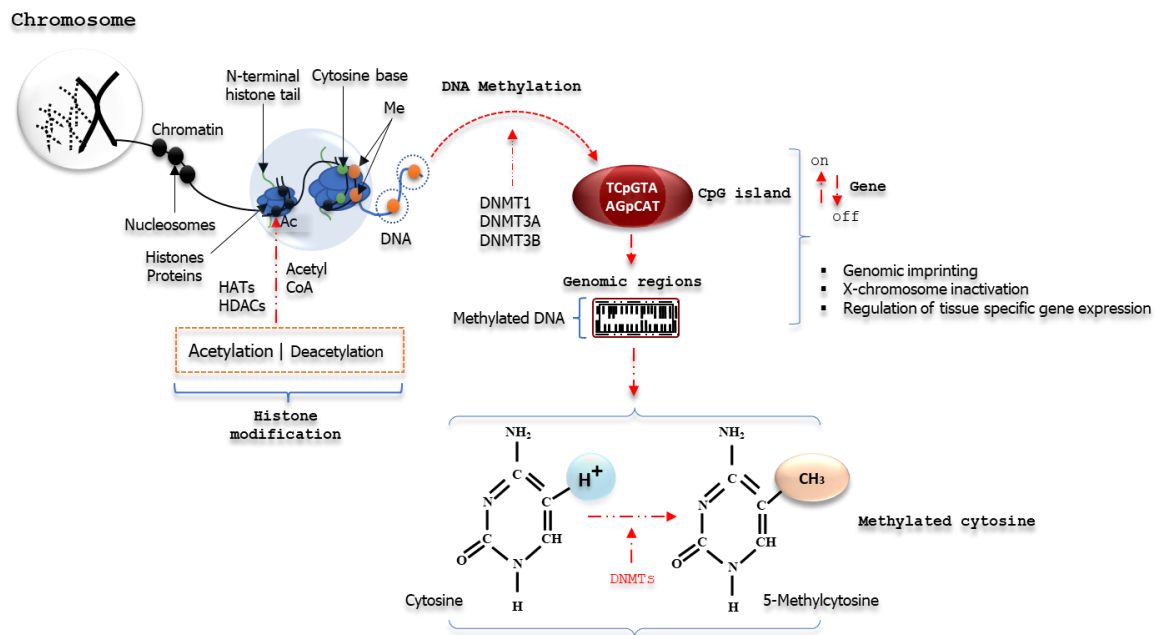 Chromosome
N-terminal
histone tail
Cytosine base
Me
DNA Methylation
Chromatin
Nucleosomes
Histones
Proteins
Ac
DNA
HATs
HDACs
Acetyl
CoA
Acetylation | Deacetylation
Histone
modification
DNMT1
DNMT3A
DNMT3B
TCpGTA
AGpCAT
CpG island
on
Gene
off
▪ Genomic imprinting
▪ X-chromosome inactivation
▪ Regulation of tissue specific gene expression
Genomic regions
Methylated DNA
NH₂
C
N
C
H⁺
C
CH
O
N
H
Cytosine
DNMTs
NH₂
C
N
C
CH₃
C
CH
O
N
H
5-Methylcytosine
Methylated cytosine